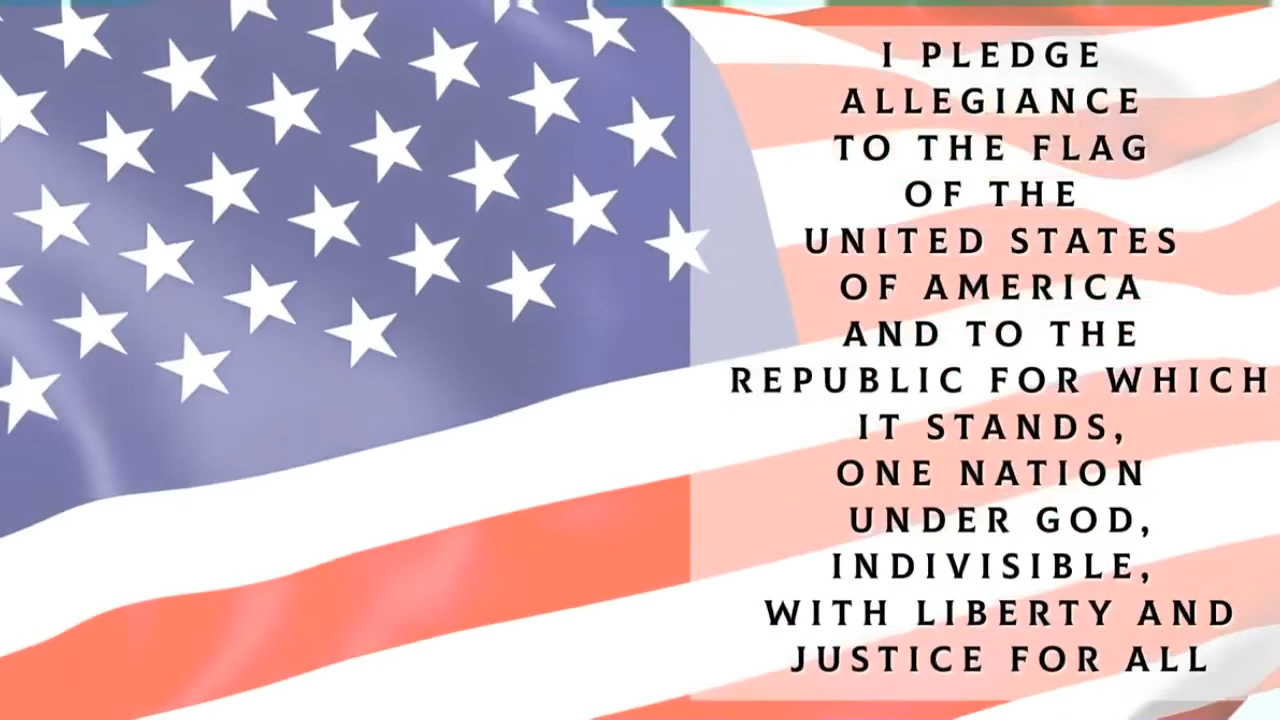 I PLEDGE
ALLEGIANCE
TO THE FLAG
OF THE
UNITED STATES
OF AMERICA
AND TO THE
REPUBLIC FOR WHICH
IT STANDS,
ONE NATION
UNDER GOD,
INDIVISIBLE,
WITH LIBERTY AND
JUSTICE FOR ALL